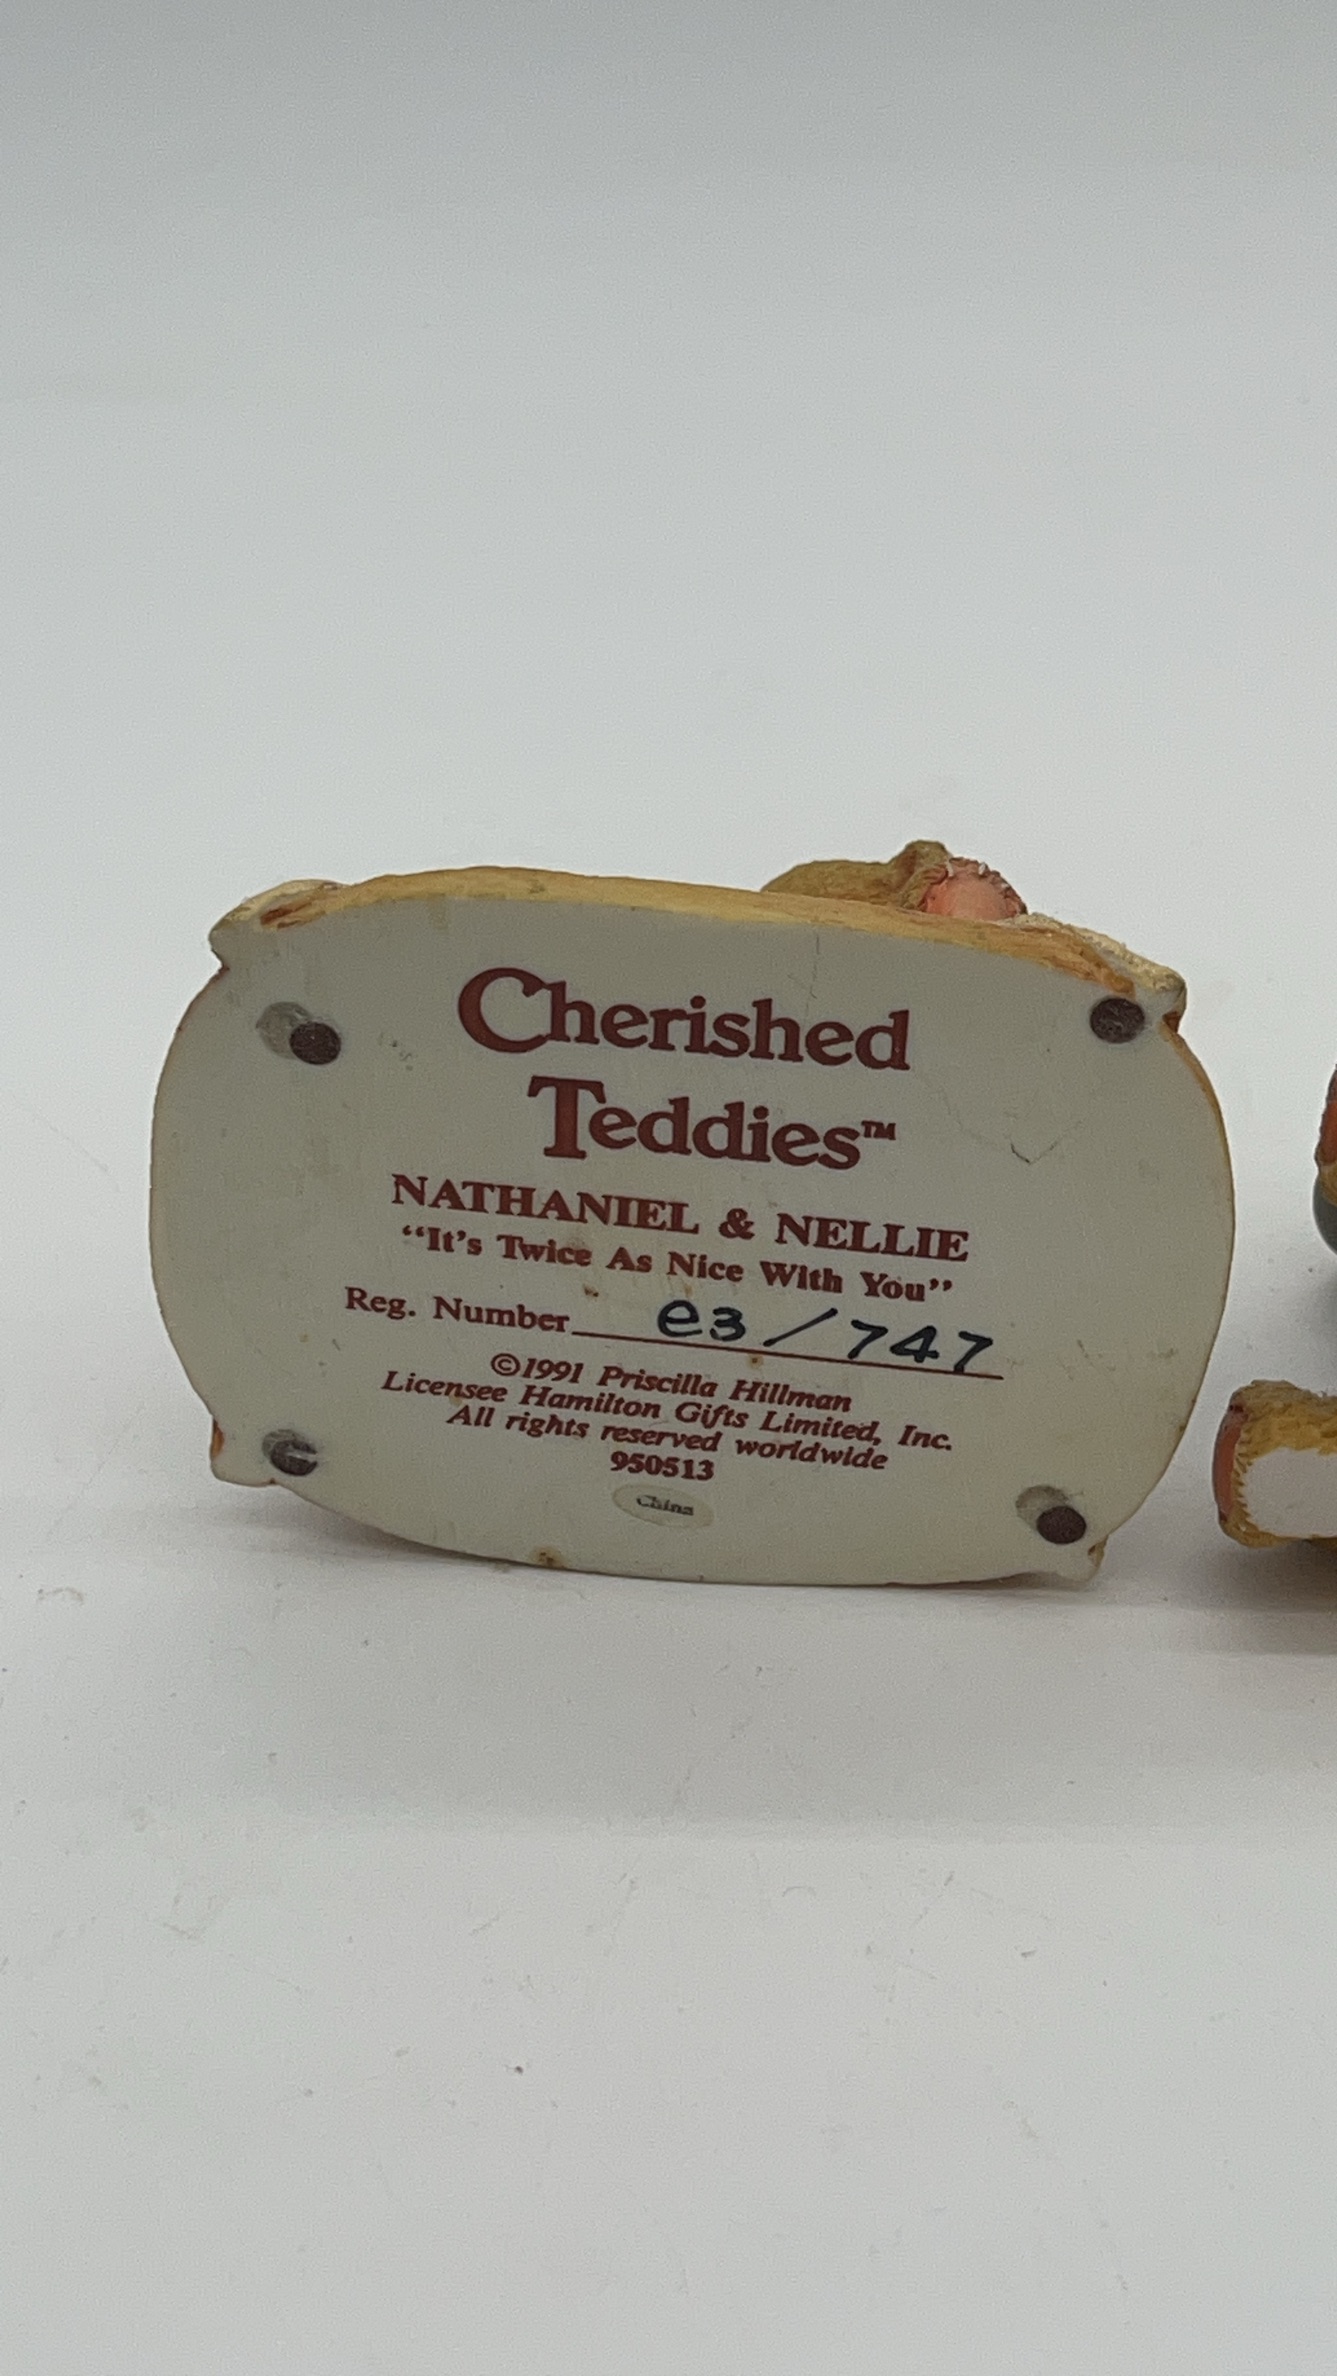 Cherished
Teddies™
NATHANIEL & NELLIE
“It's Twice As Nice With You”
Reg. Number e3/747
©1991 Priscilla Hillman
Licensee Hamilton Gifts Limited, Inc.
All rights reserved worldwide
950513
China